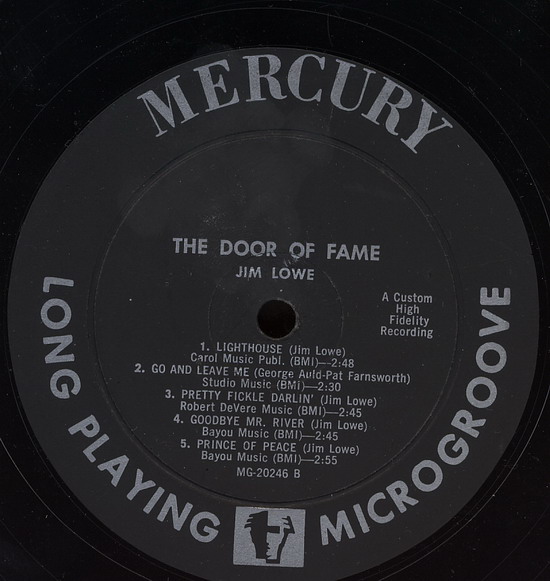 MERCURY
THE DOOR OF FAME
JIM LOWE
A Custom
High
Fidelity
Recording
1. LIGHTHOUSE (Jim Lowe)
Carol Music Publ. (BMI)—2:48
2. GO AND LEAVE ME (George Auld-Pat Farnsworth)
Studio Music (BMI)—2:30
3. PRETTY FICKLE DARLIN' (Jim Lowe)
Robert DeVere Music (BMI)—2:45
4. GOODBYE MR. RIVER (Jim Lowe)
Bayou Music (BMI)—2:45
5. PRINCE OF PEACE (Jim Lowe)
Bayou Music (BMI)—2:55
MG-20246 B
LONG PLAYING MICROGROOVE